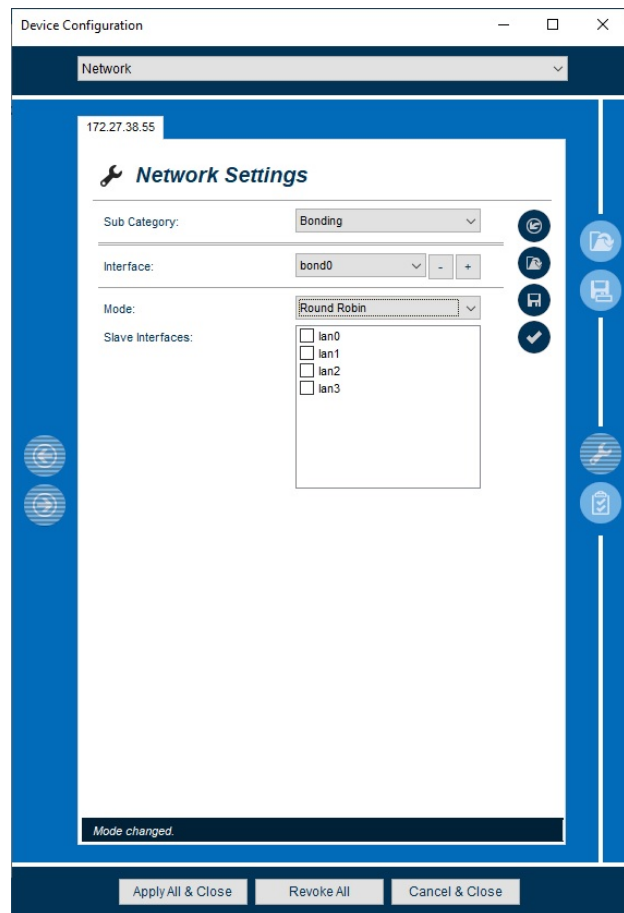 Device Configuration
Network
172.27.38.55
Network Settings
Sub Category: Bonding
Interface: bond0 - +
Mode: Round Robin
Slave Interfaces: lan0
lan1
lan2
lan3
Mode changed.
Apply All & Close Revoke All Cancel & Close